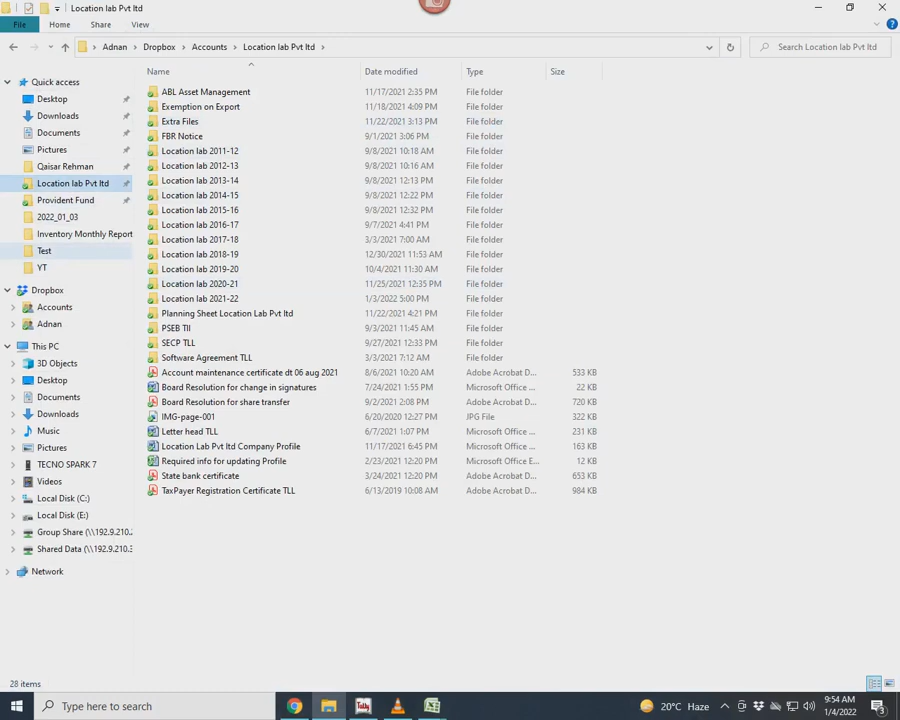 Location lab Pvt ltd
File Home Share View
Adnan Dropbox Accounts Location lab Pvt ltd
Search Location lab Pvt ltd
Name Date modified Type Size
Quick access
Desktop
Downloads
Documents
Pictures
Qaisar Rehman
Location lab Pvt ltd
Provident Fund
2022_01_03
Inventory Monthly Report
Test
YT
Dropbox
Accounts
Adnan
This PC
3D Objects
Desktop
Documents
Downloads
Music
Pictures
TECNO SPARK 7
Videos
Local Disk (C:)
Local Disk (E:)
Group Share (\\192.9.210.
Shared Data (\\192.9.210.3
Network
ABL Asset Management 11/17/2021 2:35 PM File folder
Exemption on Export 11/18/2021 4:09 PM File folder
Extra Files 11/22/2021 3:13 PM File folder
FBR Notice 9/1/2021 3:06 PM File folder
Location lab 2011-12 9/8/2021 10:18 AM File folder
Location lab 2012-13 9/8/2021 10:16 AM File folder
Location lab 2013-14 9/8/2021 12:13 PM File folder
Location lab 2014-15 9/8/2021 12:22 PM File folder
Location lab 2015-16 9/8/2021 12:32 PM File folder
Location lab 2016-17 9/7/2021 4:41 PM File folder
Location lab 2017-18 3/3/2021 7:00 AM File folder
Location lab 2018-19 12/30/2021 11:53 AM File folder
Location lab 2019-20 10/4/2021 11:30 AM File folder
Location lab 2020-21 11/25/2021 12:35 PM File folder
Location lab 2021-22 1/3/2022 5:00 PM File folder
Planning Sheet Location Lab Pvt ltd 11/22/2021 4:21 PM File folder
PSEB Tll 9/3/2021 11:45 AM File folder
SECP TLL 9/27/2021 12:33 PM File folder
Software Agreement TLL 3/3/2021 7:12 AM File folder
Account maintenance certificate dt 06 aug 2021 8/6/2021 10:20 AM Adobe Acrobat D... 533 KB
Board Resolution for change in signatures 7/24/2021 1:55 PM Microsoft Office ... 22 KB
Board Resolution for share transfer 9/2/2021 2:08 PM Adobe Acrobat D... 720 KB
IMG-page-001 6/20/2020 12:27 PM JPG File 322 KB
Letter head TLL 6/7/2021 1:07 PM Microsoft Office ... 231 KB
Location Lab Pvt ltd Company Profile 11/17/2021 6:45 PM Microsoft Office ... 163 KB
Required info for updating Profile 2/23/2021 12:20 PM Microsoft Office E... 12 KB
State bank certificate 3/24/2021 12:20 PM Adobe Acrobat D... 653 KB
TaxPayer Registration Certificate TLL 6/13/2019 10:08 AM Adobe Acrobat D... 984 KB
28 items
Type here to search
Tally
20°C Haze
9:54 AM
1/4/2022
3